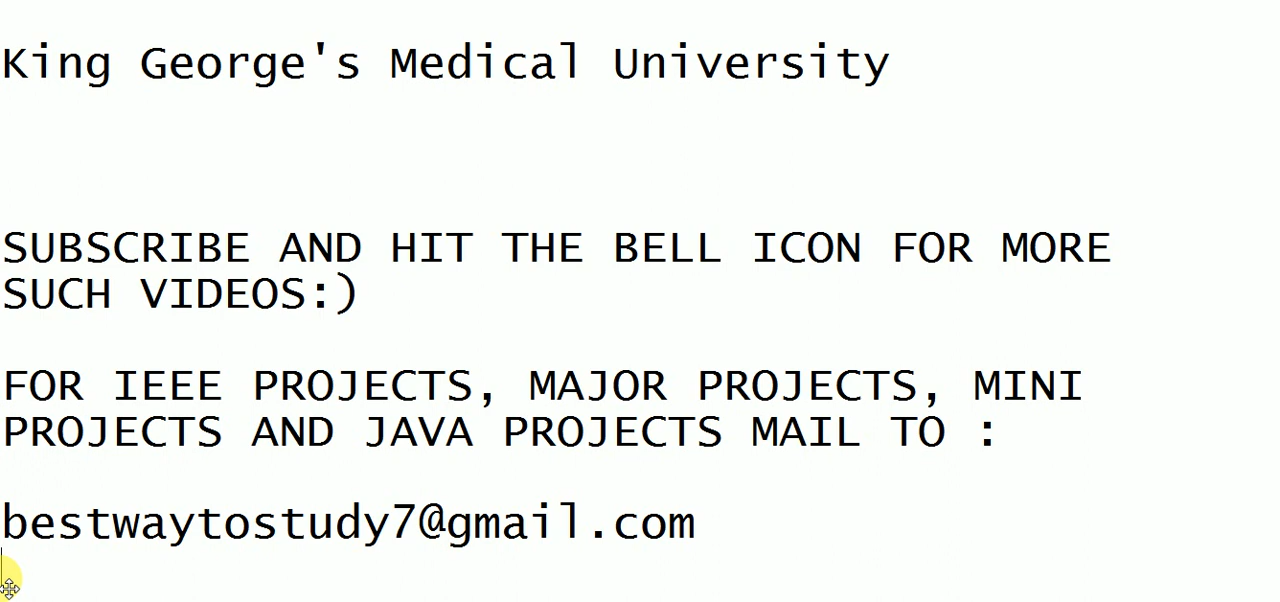 King George's Medical University
SUBSCRIBE AND HIT THE BELL ICON FOR MORE
SUCH VIDEOS:)
FOR IEEE PROJECTS, MAJOR PROJECTS, MINI
PROJECTS AND JAVA PROJECTS MAIL TO :
bestwaytostudy7@gmail.com